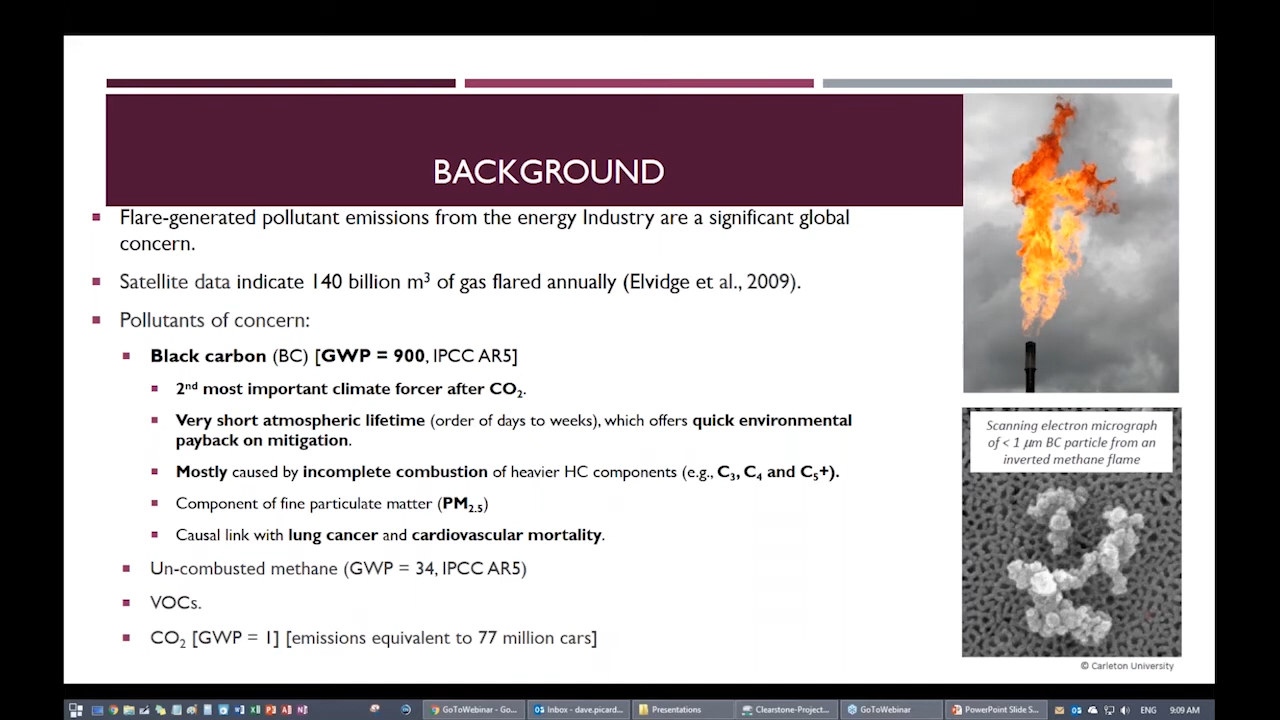 BACKGROUND
Flare-generated pollutant emissions from the energy Industry are a significant global
concern.
Satellite data indicate 140 billion m³ of gas flared annually (Elvidge et al., 2009).
Pollutants of concern:
Black carbon (BC) [GWP = 900, IPCC AR5]
2nd most important climate forcer after CO₂.
Very short atmospheric lifetime (order of days to weeks), which offers quick environmental
payback on mitigation.
Mostly caused by incomplete combustion of heavier HC components (e.g., C₃, C₄ and C₅+).
Component of fine particulate matter (PM₂.₅)
Causal link with lung cancer and cardiovascular mortality.
Un-combusted methane (GWP = 34, IPCC AR5)
VOCs.
CO₂ [GWP = 1] [emissions equivalent to 77 million cars]
Scanning electron micrograph
of < 1 μm BC particle from an
inverted methane flame
© Carleton University
GoToWebinar - Go...
Inbox - dave.picard...
Presentations
Clearstone-Project...
GoToWebinar
PowerPoint Slide S...
ENG
9:09 AM